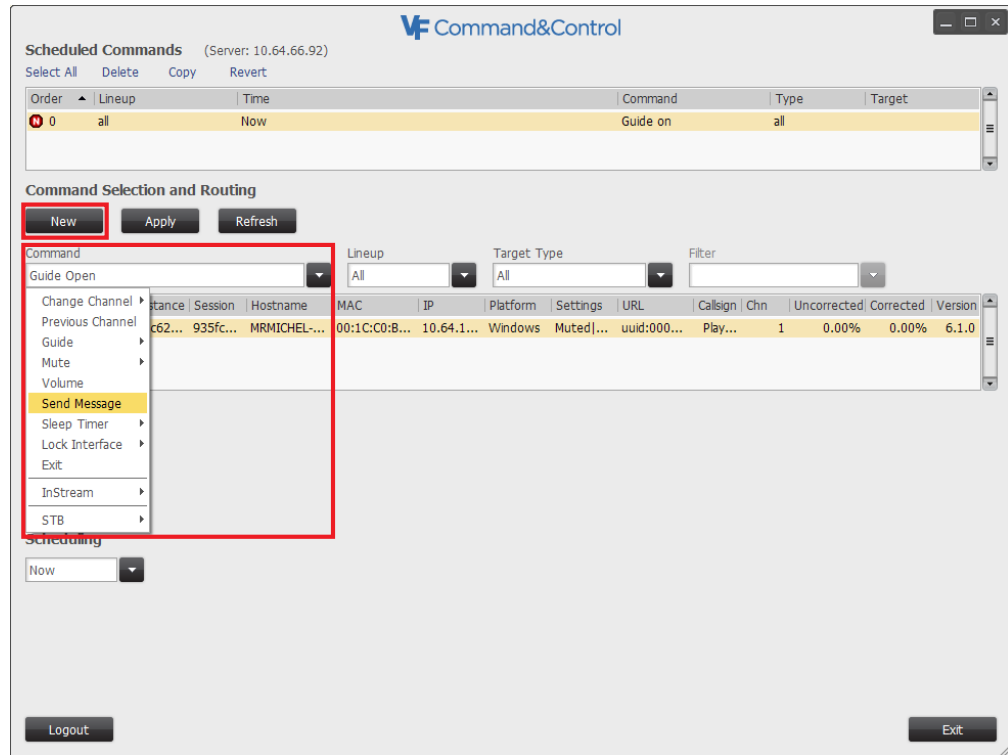 VF Command&Control
Scheduled Commands (Server: 10.64.66.92)
Select All Delete Copy Revert
Order Lineup Time Command Type Target
N 0 all Now Guide on all
Command Selection and Routing
New Apply Refresh
Command Lineup Target Type Filter
Guide Open All All
stance Session Hostname MAC IP Platform Settings URL Callsign Chn Uncorrected Corrected Version
c62... 935fc... MRMICHEL-... 00:1C:C0:B... 10.64.1... Windows Muted|... uuid:000... Play... 1 0.00% 0.00% 6.1.0
Change Channel
Previous Channel
Guide
Mute
Volume
Send Message
Sleep Timer
Lock Interface
Exit
InStream
STB
Scheduling
Now
Logout Exit